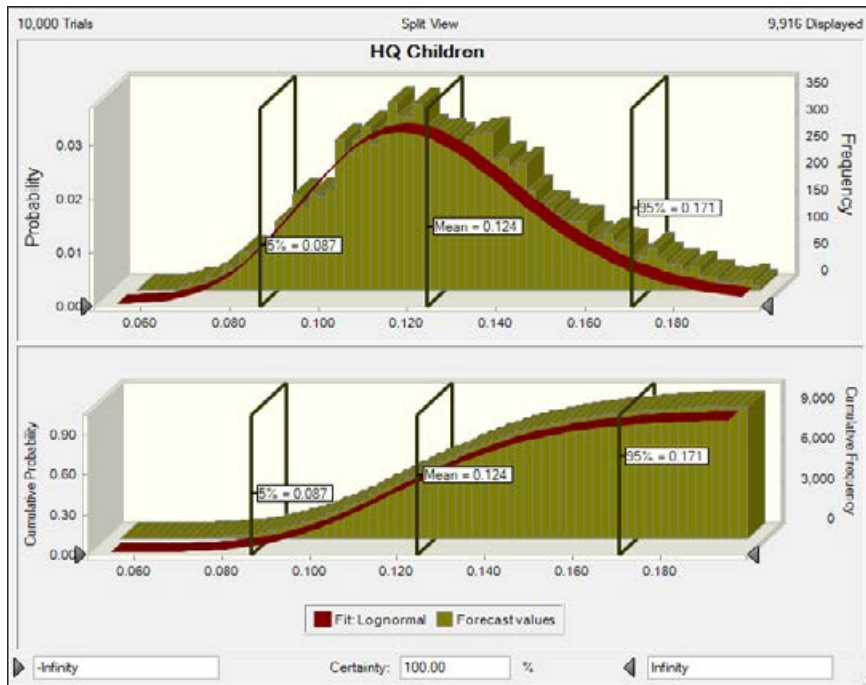 10,000 Trials Split View 9,916 Displayed
HQ Children
Probability
0.03
0.02
0.01
0.00
350
300
250
200
150
100
50
0
Frequency
5% = 0.087
Mean = 0.124
95% = 0.171
0.060 0.080 0.100 0.120 0.140 0.160 0.180
Cumulative Probability
0.90
0.60
0.30
0.00
9,000
6,000
3,000
0
Cumulative Frequency
5% = 0.087
Mean = 0.124
95% = 0.171
0.060 0.080 0.100 0.120 0.140 0.160 0.180
Fit: Lognormal Forecast values
-Infinity Certainty: 100.00 % Infinity